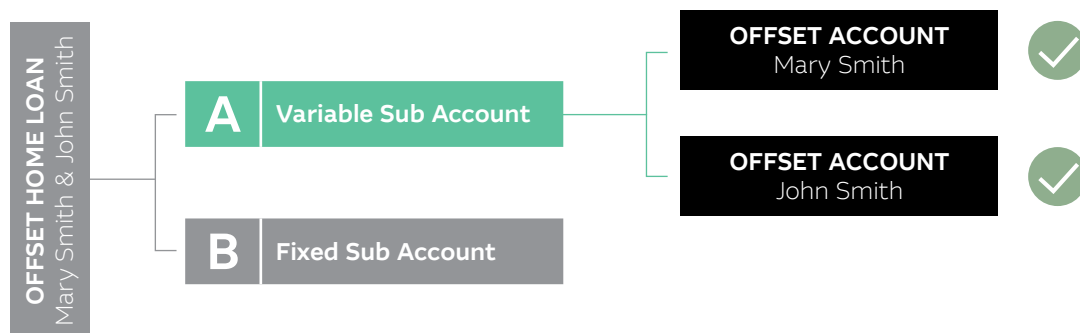 OFFSET HOME LOAN
Mary Smith & John Smith
A
Variable Sub Account
OFFSET ACCOUNT
Mary Smith
OFFSET ACCOUNT
John Smith
B
Fixed Sub Account